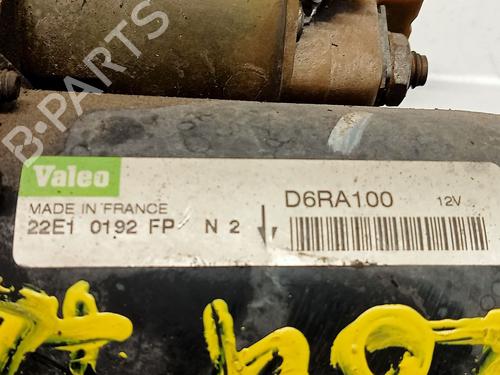 B-PARTS
Valeo
D6RA100 12V
MADE IN FRANCE
22E1 0192 FP N 2